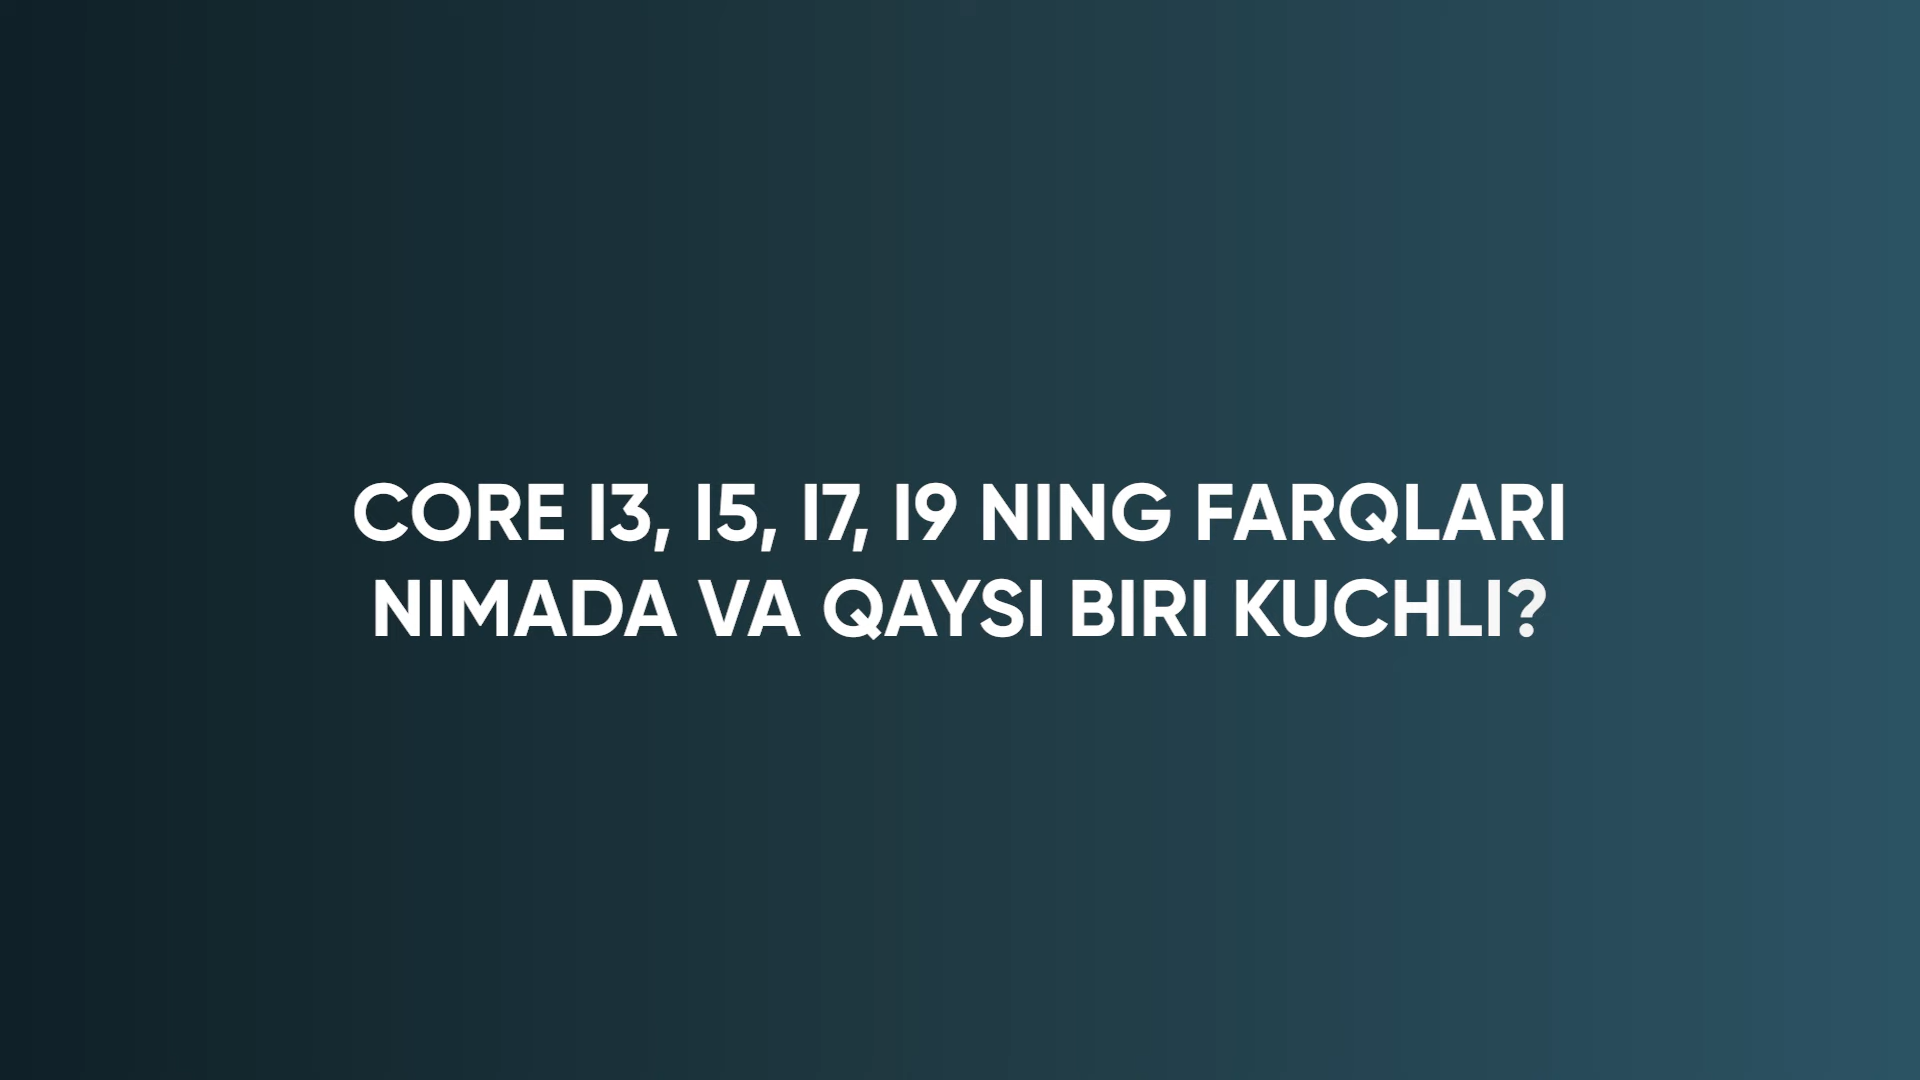 CORE I3, I5, I7, I9 NING FARQLARI
NIMADA VA QAYSI BIRI KUCHLI?